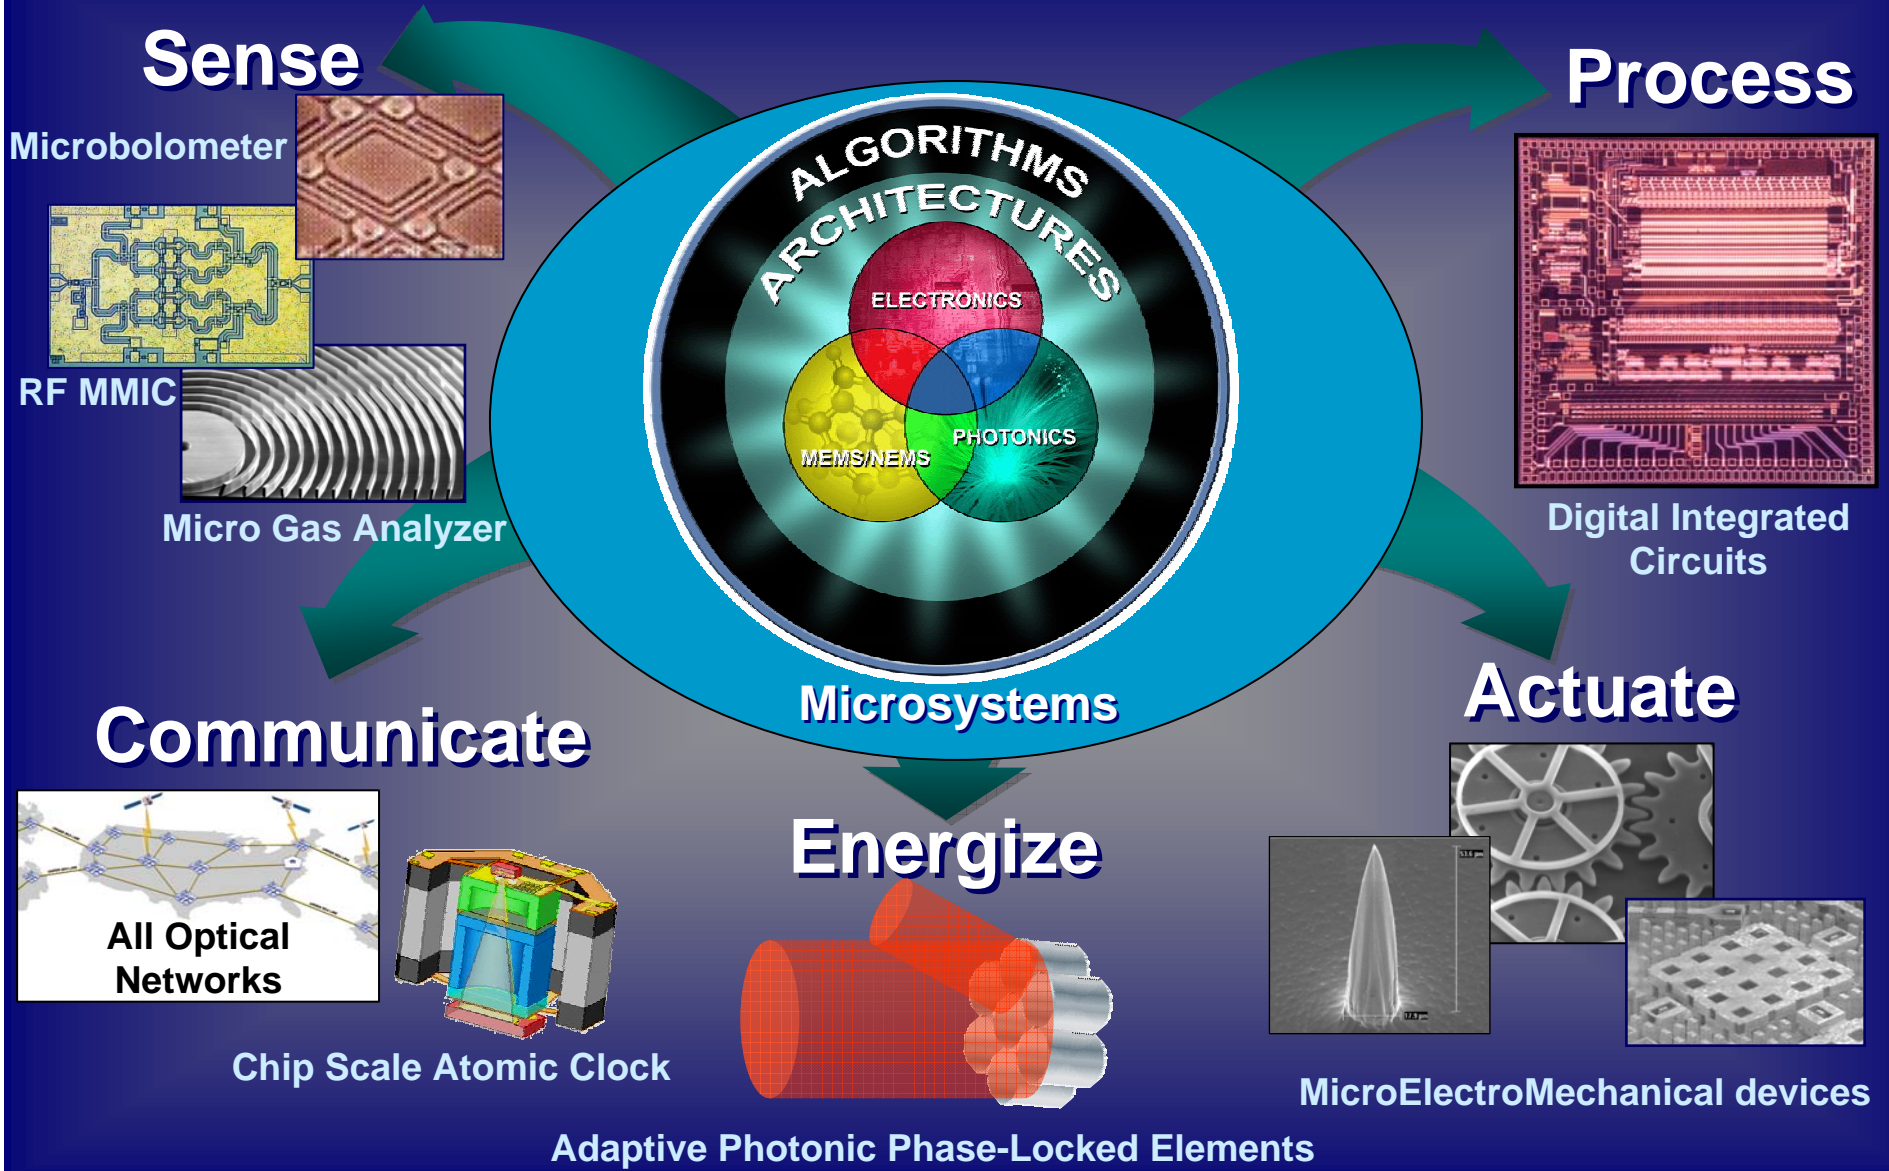 Sense
Process
Microbolometer
RF MMIC
Micro Gas Analyzer
ALGORITHMS
ARCHITECTURES
ELECTRONICS
PHOTONICS
MEMS/NEMS
Microsystems
Digital Integrated
Circuits
Communicate
All Optical
Networks
Chip Scale Atomic Clock
Energize
Adaptive Photonic Phase-Locked Elements
Actuate
MicroElectroMechanical devices